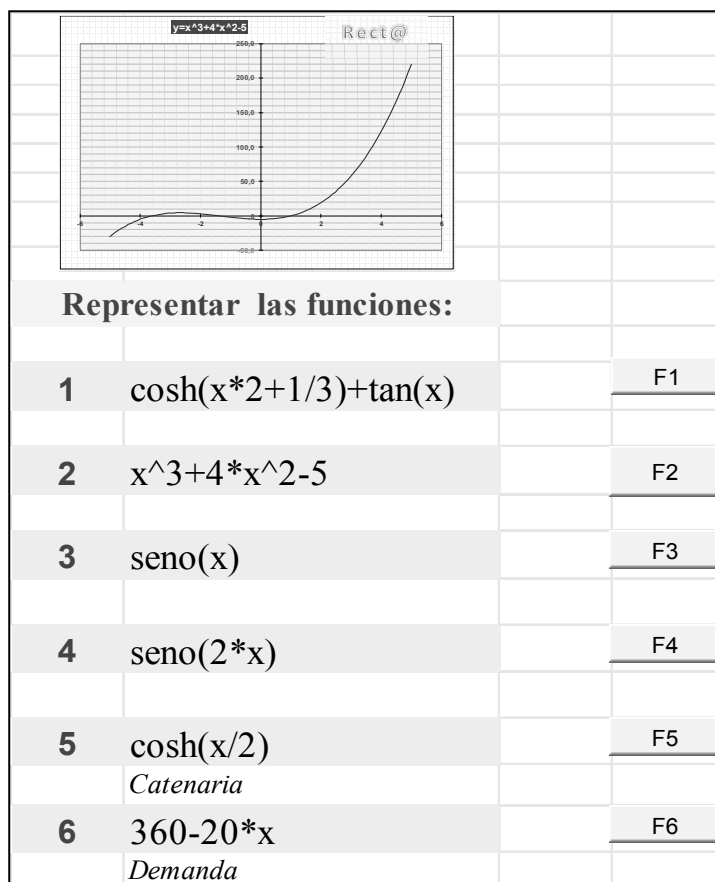 y=x^3+4*x^2-5
Rect@
250,0
200,0
150,0
100,0
50,0
-6 -4 -2 0 2 4 6
-50,0
Representar las funciones:
1 cosh(x*2+1/3)+tan(x) F1
2 x^3+4*x^2-5 F2
3 seno(x) F3
4 seno(2*x) F4
5 cosh(x/2) F5
Catenaria
6 360-20*x F6
Demanda